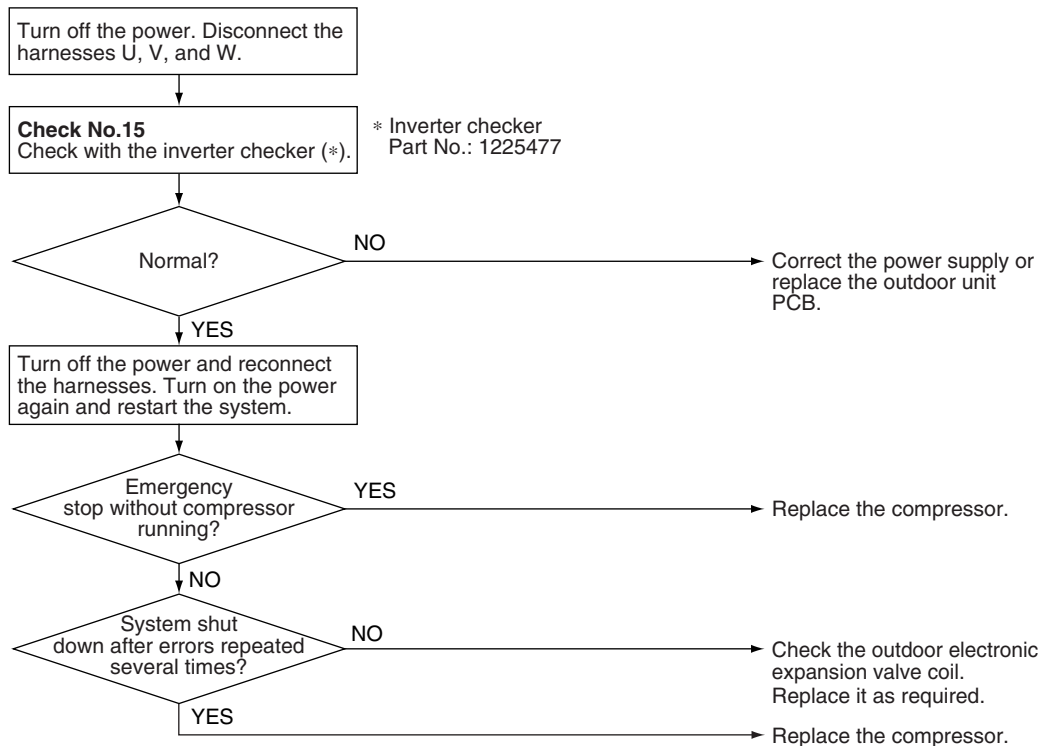 Turn off the power. Disconnect the
harnesses U, V, and W.
Check No.15
Check with the inverter checker (*).
* Inverter checker
Part No.: 1225477
Normal?
NO
Correct the power supply or
replace the outdoor unit
PCB.
YES
Turn off the power and reconnect
the harnesses. Turn on the power
again and restart the system.
Emergency
stop without compressor
running?
YES
Replace the compressor.
NO
System shut
down after errors repeated
several times?
NO
Check the outdoor electronic
expansion valve coil.
Replace it as required.
YES
Replace the compressor.